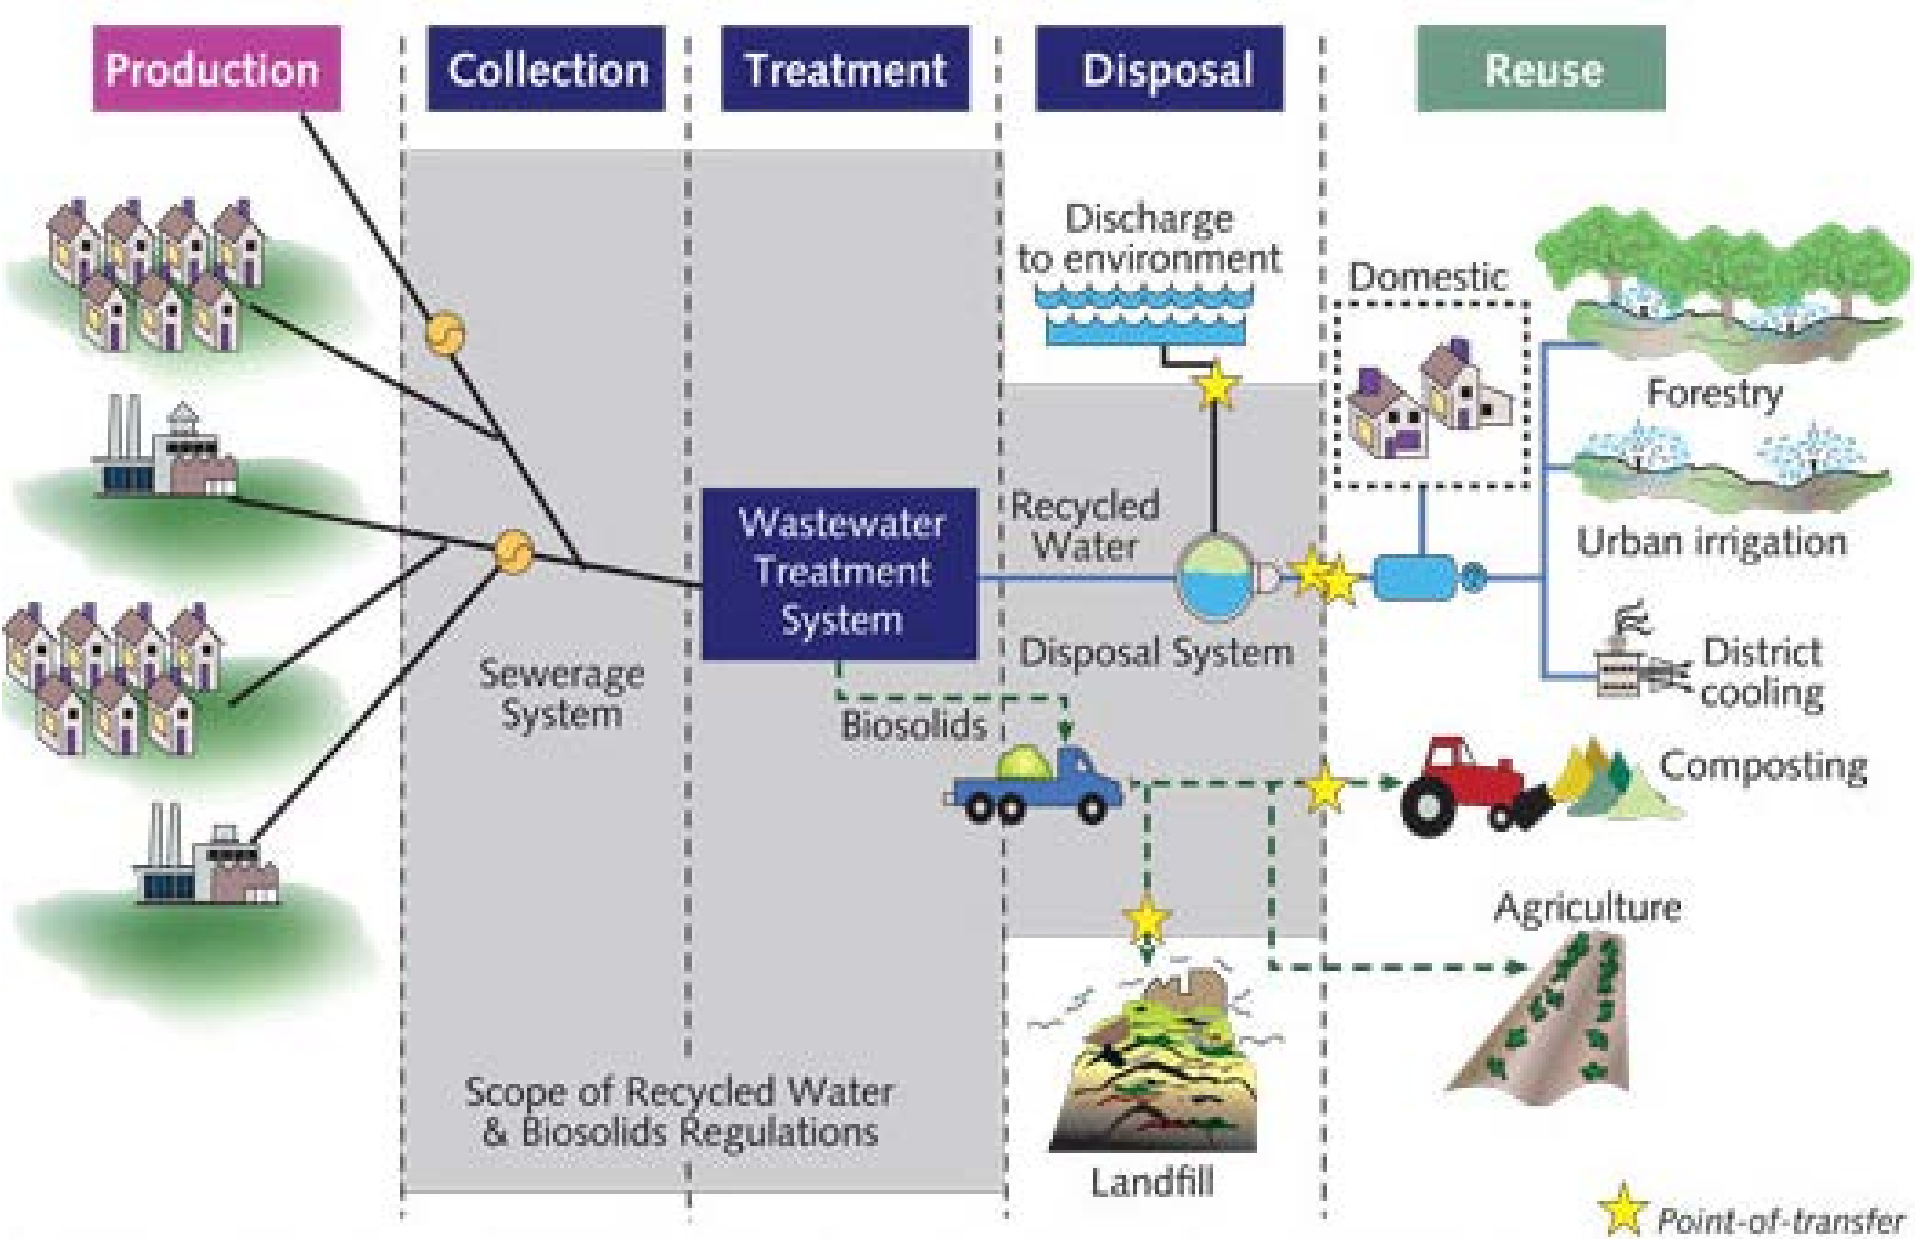 Production
Collection
Treatment
Disposal
Reuse
Discharge
to environment
Domestic
Forestry
Urban irrigation
District
cooling
Wastewater
Treatment
System
Recycled
Water
Disposal System
Sewerage
System
Biosolids
Composting
Agriculture
Landfill
Scope of Recycled Water
& Biosolids Regulations
Point-of-transfer